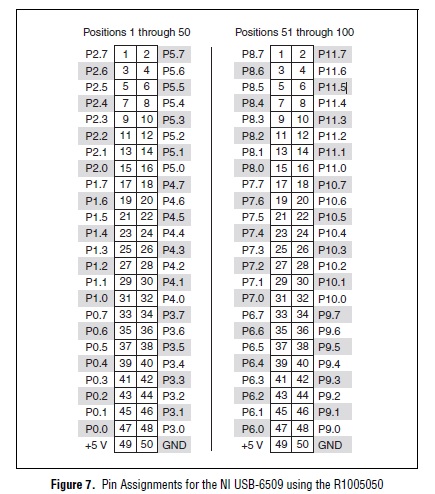 Positions 1 through 50 Positions 51 through 100
P2.7 1 2 P5.7 P8.7 1 2 P11.7
P2.6 3 4 P5.6 P8.6 3 4 P11.6
P2.5 5 6 P5.5 P8.5 5 6 P11.5
P2.4 7 8 P5.4 P8.4 7 8 P11.4
P2.3 9 10 P5.3 P8.3 9 10 P11.3
P2.2 11 12 P5.2 P8.2 11 12 P11.2
P2.1 13 14 P5.1 P8.1 13 14 P11.1
P2.0 15 16 P5.0 P8.0 15 16 P11.0
P1.7 17 18 P4.7 P7.7 17 18 P10.7
P1.6 19 20 P4.6 P7.6 19 20 P10.6
P1.5 21 22 P4.5 P7.5 21 22 P10.5
P1.4 23 24 P4.4 P7.4 23 24 P10.4
P1.3 25 26 P4.3 P7.3 25 26 P10.3
P1.2 27 28 P4.2 P7.2 27 28 P10.2
P1.1 29 30 P4.1 P7.1 29 30 P10.1
P1.0 31 32 P4.0 P7.0 31 32 P10.0
P0.7 33 34 P3.7 P6.7 33 34 P9.7
P0.6 35 36 P3.6 P6.6 35 36 P9.6
P0.5 37 38 P3.5 P6.5 37 38 P9.5
P0.4 39 40 P3.4 P6.4 39 40 P9.4
P0.3 41 42 P3.3 P6.3 41 42 P9.3
P0.2 43 44 P3.2 P6.2 43 44 P9.2
P0.1 45 46 P3.1 P6.1 45 46 P9.1
P0.0 47 48 P3.0 P6.0 47 48 P9.0
+5 V 49 50 GND +5 V 49 50 GND
Figure 7. Pin Assignments for the NI USB-6509 using the R1005050